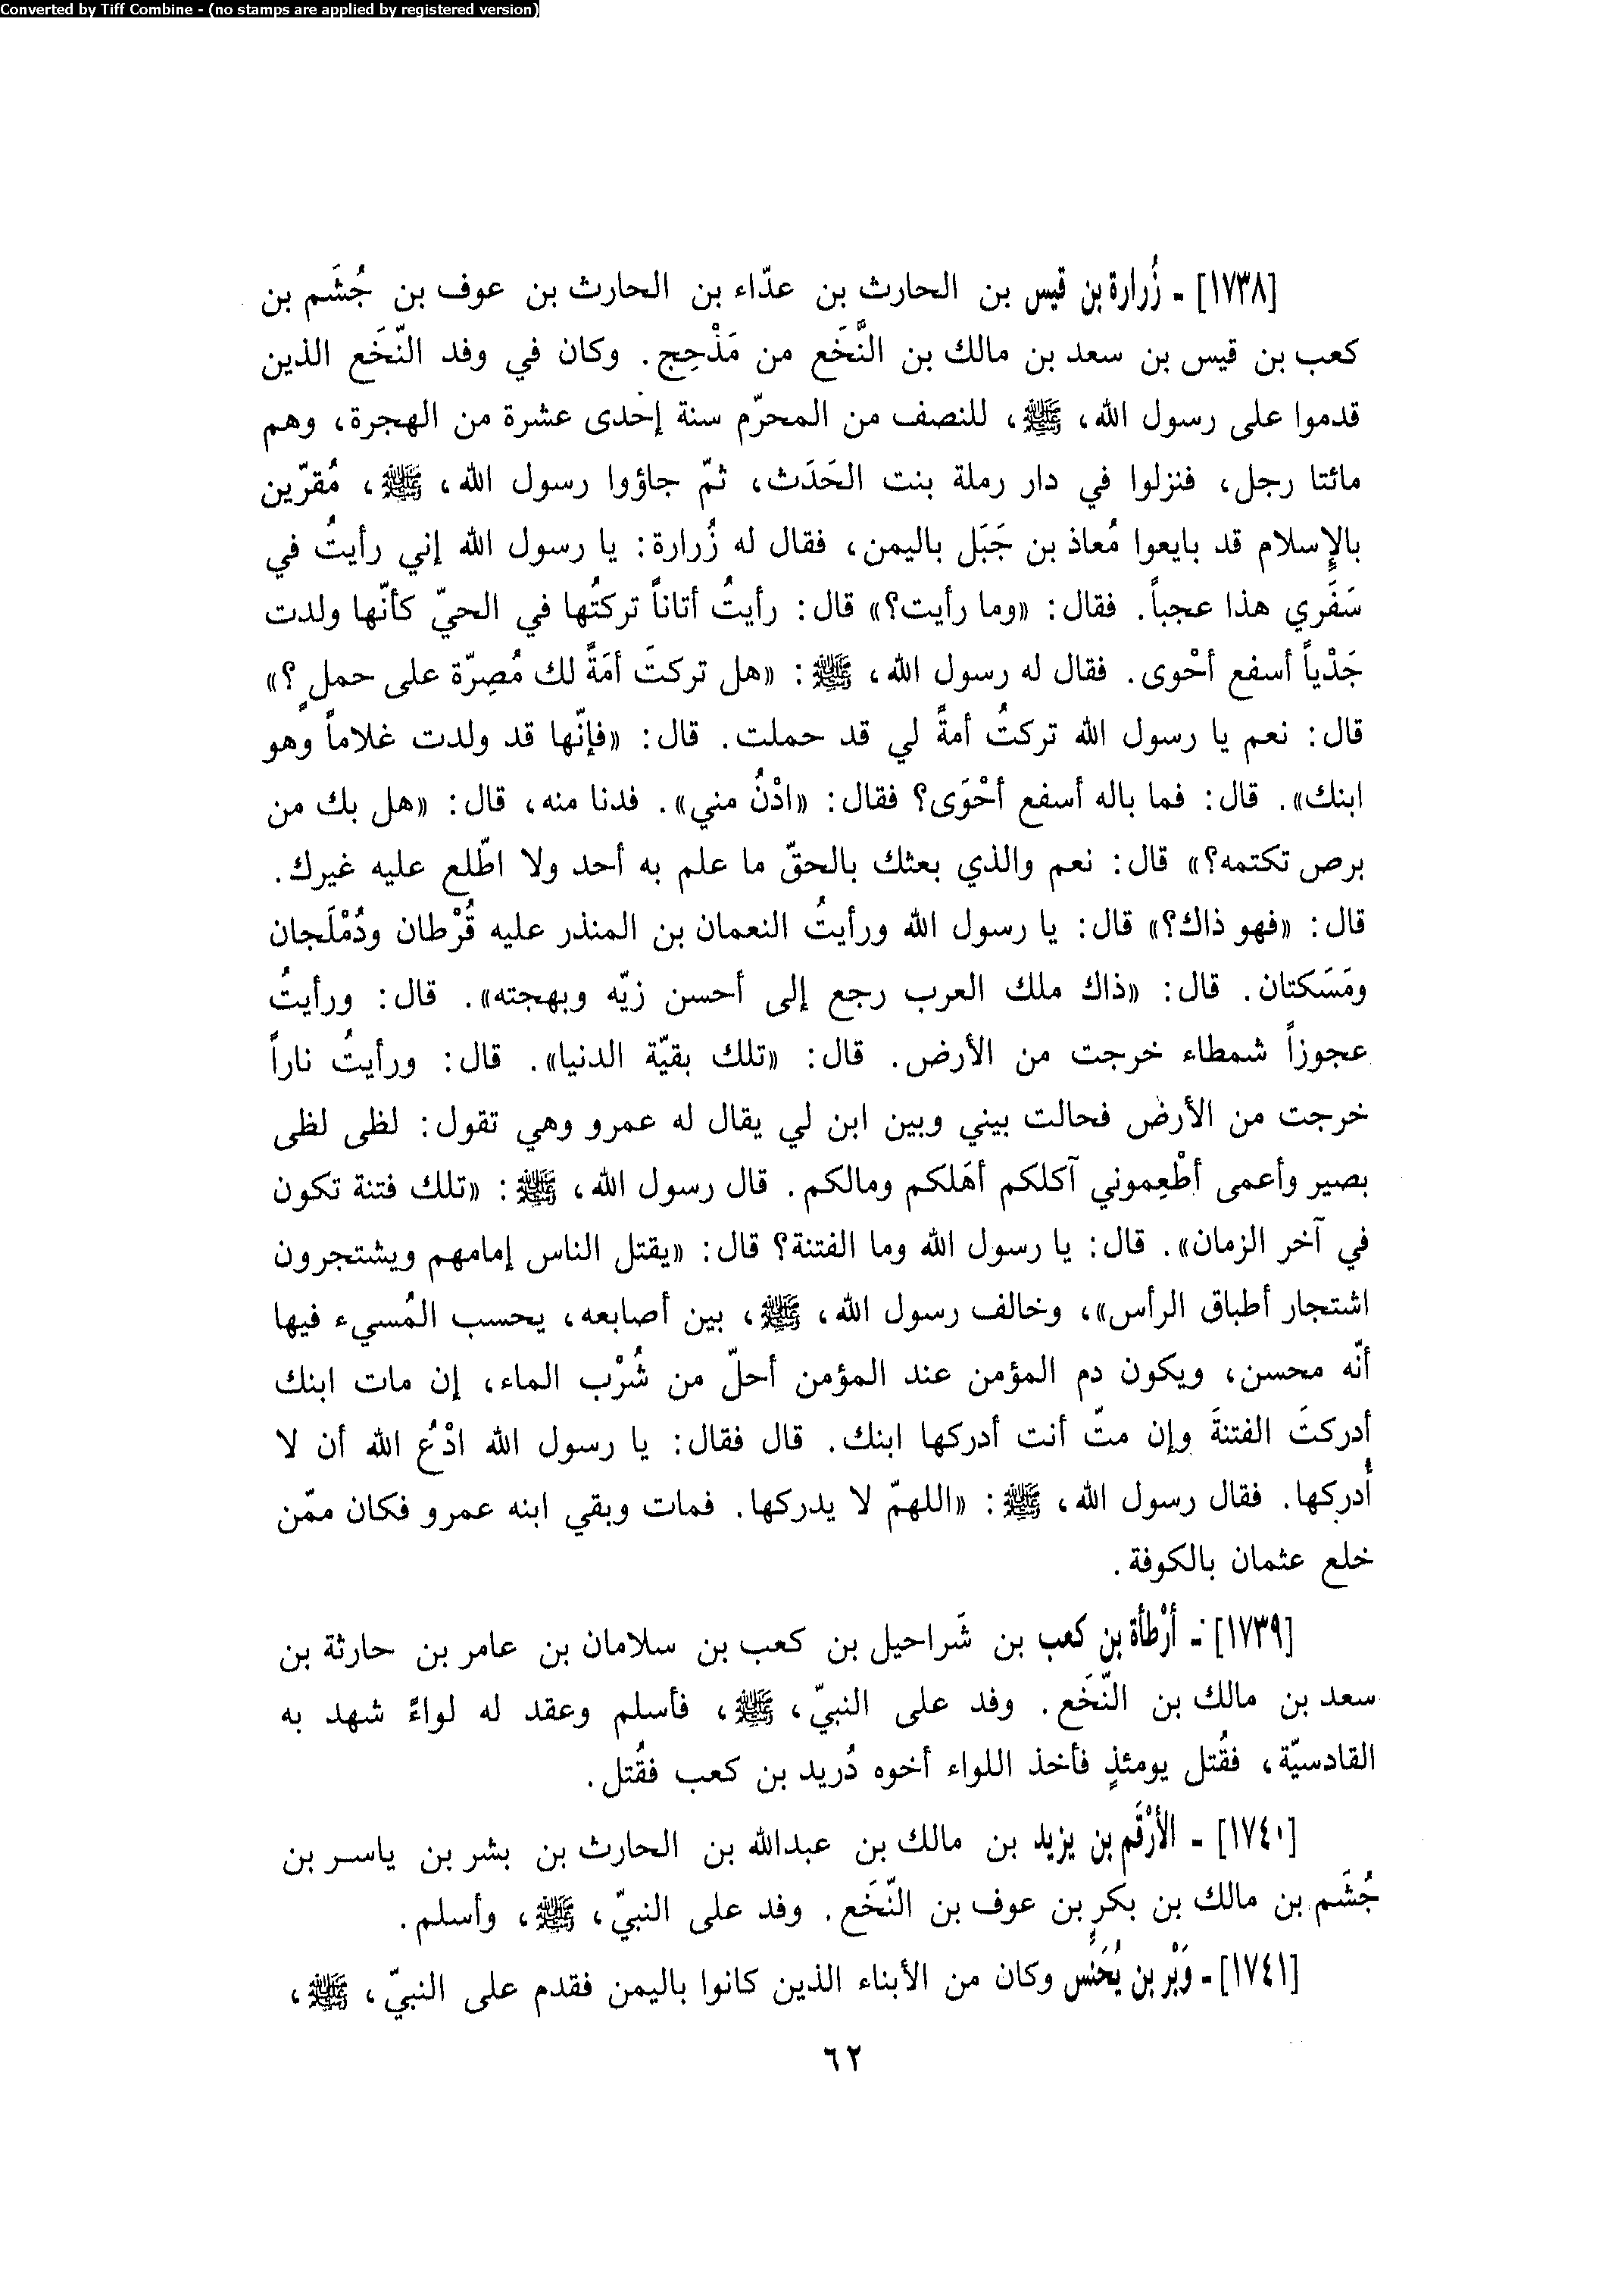 Converted by Tiff Combine - (no stamps are applied by registered version)
[١٧٣٨] - زُرارة بن قيس بن الحارث بن عدّاء بن الحارث بن عوف بن جُشَم بن
كعب بن قيس بن سعد بن مالك بن النَّخَع من مَذْحِج. وكان في وفد النّخَع الذين
قدموا على رسول الله، ﷺ، للنصف من المحرّم سنة إحدى عشرة من الهجرة، وهم
مائتا رجل، فنزلوا في دار رملة بنت الحَدَث، ثمّ جاؤوا رسول الله، ﷺ، مُقرّين
بالإسلام قد بايعوا مُعاذ بن جَبَل باليمن، فقال له زُرارة: يا رسول الله إني رأيتُ في
سَفَري هذا عجباً. فقال: «وما رأيت؟» قال: رأيتُ أتاناً تركتُها في الحيّ كأنّها ولدت
جَدْياً أسفع أحْوى. فقال له رسول الله، ﷺ: «هل تركتَ أمَةً لك مُصِرّة على حملٍ؟»
قال: نعم يا رسول الله تركتُ أمةً لي قد حملت. قال: «فإنّها قد ولدت غلاماً وهو
ابنك». قال: فما باله أسفع أحْوَى؟ فقال: «ادْنُ مني». فدنا منه، قال: «هل بك من
برص تكتمه؟» قال: نعم والذي بعثك بالحقّ ما علم به أحد ولا اطّلع عليه غيرك.
قال: «فهو ذاك؟» قال: يا رسول الله ورأيتُ النعمان بن المنذر عليه قُرْطان ودُمْلَجان
ومَسَكتان. قال: «ذاك ملك العرب رجع إلى أحسن زيّه وبهجته». قال: ورأيتُ
عجوزاً شمطاء خرجت من الأرض. قال: «تلك بقيّة الدنيا». قال: ورأيتُ ناراً
خرجت من الأرض فحالت بيني وبين ابن لي يقال له عمرو وهي تقول: لظى لظى
بصير وأعمى أطْعِموني آكلكم أهَلكم ومالكم. قال رسول الله، ﷺ: «تلك فتنة تكون
في آخر الزمان». قال: يا رسول الله وما الفتنة؟ قال: «يقتل الناس إمامهم ويشتجرون
اشتجار أطباق الرأس»، وخالف رسول الله، ﷺ، بين أصابعه، يحسب المُسيء فيها
أنّه محسن، ويكون دم المؤمن عند المؤمن أحلّ من شُرْب الماء، إن مات ابنك
أدركتَ الفتنةَ وإن متّ أنت أدركها ابنك. قال فقال: يا رسول الله ادْعُ الله أن لا
أُدركها. فقال رسول الله، ﷺ: «اللهمّ لا يدركها. فمات وبقي ابنه عمرو فكان ممّن
خلع عثمان بالكوفة.
[١٧٣٩] - أرْطأة بن كعب بن شَراحيل بن كعب بن سلامان بن عامر بن حارثة بن
سعد بن مالك بن النّخَع. وفد على النبيّ، ﷺ، فأسلم وعقد له لواءً شهد به
القادسيّة، فقُتل يومئذٍ فأخذ اللواء أخوه دُريد بن كعب فقُتل.
[١٧٤٠] - الأرْقَم بن يزيد بن مالك بن عبدالله بن الحارث بن بشر بن ياسر بن
جُشَم بن مالك بن بكرٍ بن عوف بن النّخَع. وفد على النبيّ، ﷺ، وأسلم.
[١٧٤١] - وَبْر بن يُحَنِّس وكان من الأبناء الذين كانوا باليمن فقدم على النبيّ، ﷺ،
٦٢